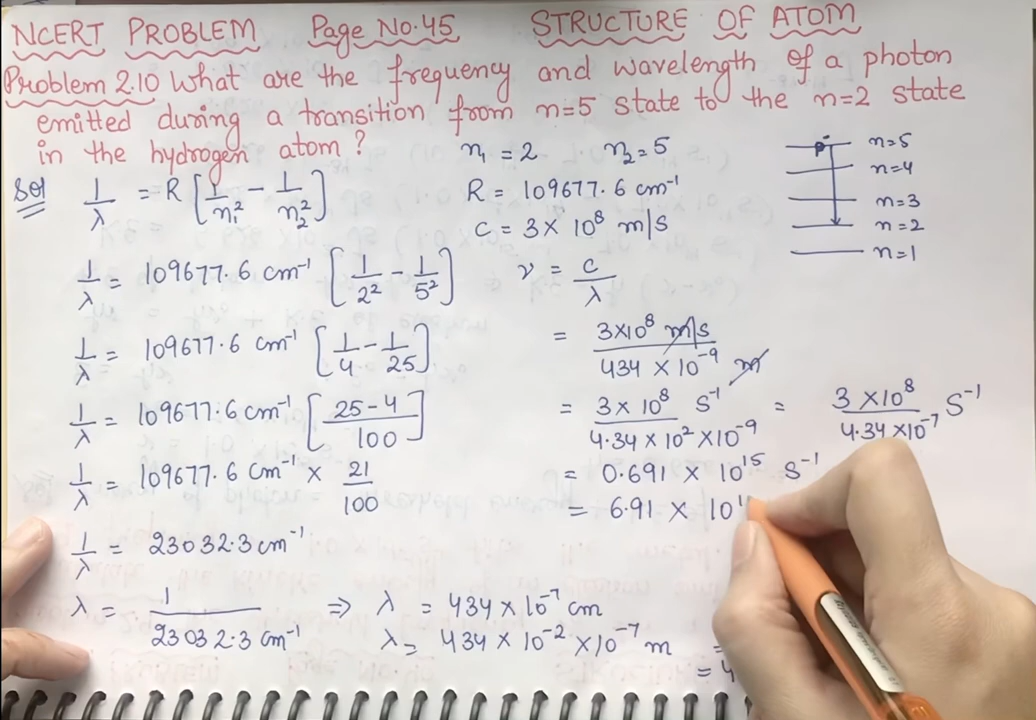 NCERT PROBLEM Page No.45 STRUCTURE OF ATOM
Problem 2.10 What are the frequency and wavelength of a photon
emitted during a transition from n=5 state to the n=2 state
in the hydrogen atom?
n₁ = 2 n₂ = 5
n=5
n=4
n=3
n=2
n=1
Sol
1/λ = R [1/n₁² - 1/n₂²]
R = 109677.6 cm⁻¹
C = 3× 10⁸ m/s
1/λ = 109677.6 cm⁻¹ [1/2² - 1/5²]
1/λ = 109677.6 cm⁻¹ [1/4 - 1/25]
1/λ = 109677.6 cm⁻¹ [25-4/100]
1/λ = 109677.6 cm⁻¹ × 21/100
1/λ = 23032.3 cm⁻¹
λ = 1/23032.3 cm⁻¹ ⇒ λ = 434 × 10⁻⁷ cm
λ = 434 × 10⁻² × 10⁻⁷ m
ν = c/λ
= 3×10⁸ m/s / 434 × 10⁻⁹ m
= 3 × 10⁸ S⁻¹ / 4.34 × 10² × 10⁻⁹ = 3 × 10⁸ / 4.34 × 10⁻⁷ S⁻¹
= 0.691 × 10¹⁵ S⁻¹
= 6.91 × 10¹
=
= 4